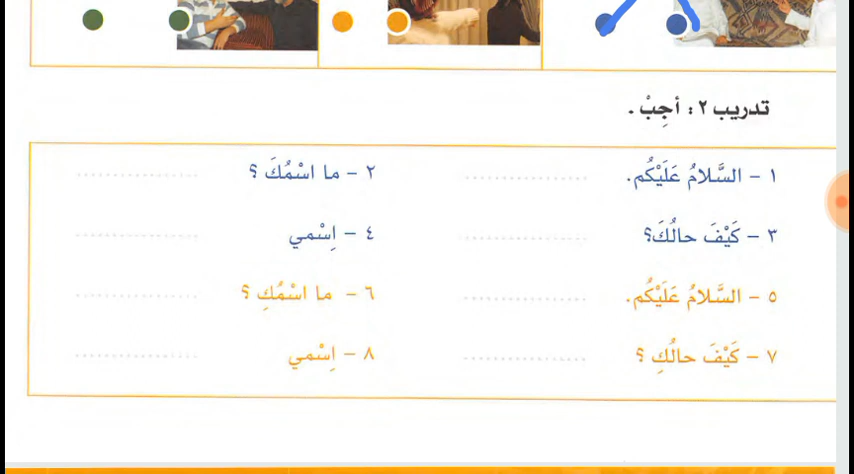 تدريب ٢ : أجِبْ .
١ – السَّلامُ عَلَيْكُم. .................... ٢ – ما اسْمُكَ ؟ ....................
٣ – كَيْفَ حالُكَ؟ .................... ٤ – اِسْمي ....................
٥ – السَّلامُ عَلَيْكُم. .................... ٦ – ما اسْمُكِ ؟ ....................
٧ – كَيْفَ حالُكِ ؟ .................... ٨ – اِسْمي ....................